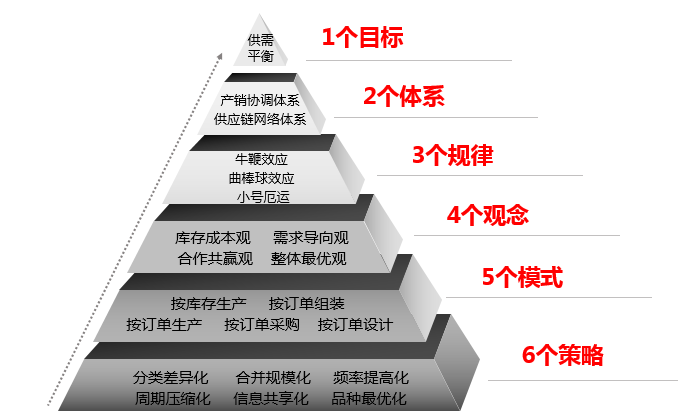 供需
平衡
1个目标
产销协调体系
供应链网络体系
2个体系
牛鞭效应
曲棒球效应
小号厄运
3个规律
库存成本观 需求导向观
合作共赢观 整体最优观
4个观念
按库存生产 按订单组装
按订单生产 按订单采购 按订单设计
5个模式
分类差异化 合并规模化 频率提高化
周期压缩化 信息共享化 品种最优化
6个策略